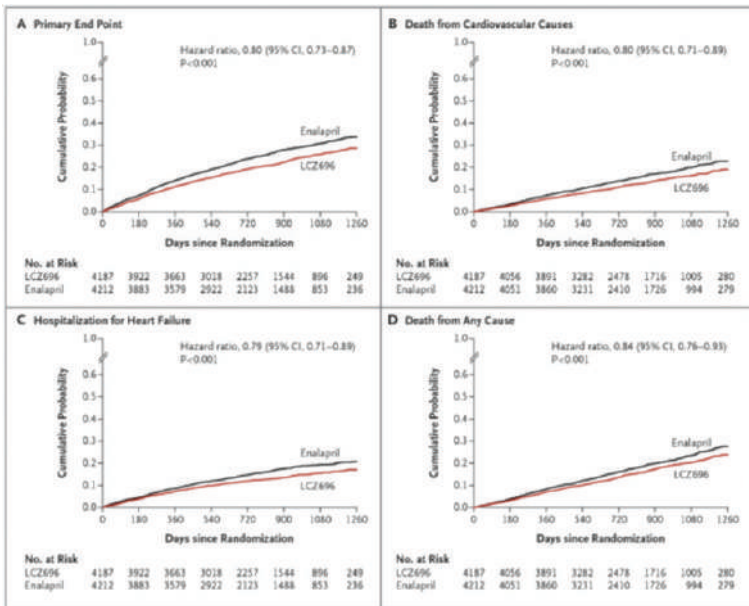 A Primary End Point
Hazard ratio, 0.80 (95% CI, 0.73–0.87)
P<0.001
Cumulative Probability
1.0
0.6
0.5
0.4
0.3
0.2
0.1
0.0
Enalapril
LCZ696
0 180 360 540 720 900 1080 1260
Days since Randomization
No. at Risk
LCZ696 4187 3922 3663 3018 2257 1544 896 249
Enalapril 4212 3883 3579 2922 2123 1488 853 236
B Death from Cardiovascular Causes
Hazard ratio, 0.80 (95% CI, 0.71–0.89)
P<0.001
Cumulative Probability
1.0
0.6
0.5
0.4
0.3
0.2
0.1
0.0
Enalapril
LCZ696
0 160 360 540 720 900 1080 1260
Days since Randomization
No. at Risk
LCZ696 4187 4056 3891 3282 2478 1716 1005 280
Enalapril 4212 4051 3860 3231 2410 1726 994 279
C Hospitalization for Heart Failure
Hazard ratio, 0.79 (95% CI, 0.71–0.89)
P<0.001
Cumulative Probability
1.0
0.6
0.5
0.4
0.3
0.2
0.1
0.0
Enalapril
LCZ696
0 180 360 540 720 900 1080 1260
Days since Randomization
No. at Risk
LCZ696 4187 3922 3663 3018 2257 1544 896 249
Enalapril 4212 3883 3579 2922 2123 1488 853 236
D Death from Any Cause
Hazard ratio, 0.84 (95% CI, 0.76–0.93)
P<0.001
Cumulative Probability
1.0
0.6
0.5
0.4
0.3
0.2
0.1
0.0
Enalapril
LCZ696
0 180 360 540 720 900 1080 1260
Days since Randomization
No. at Risk
LCZ696 4187 4056 3891 3282 2478 1716 1005 280
Enalapril 4212 4051 3860 3231 2410 1726 994 279